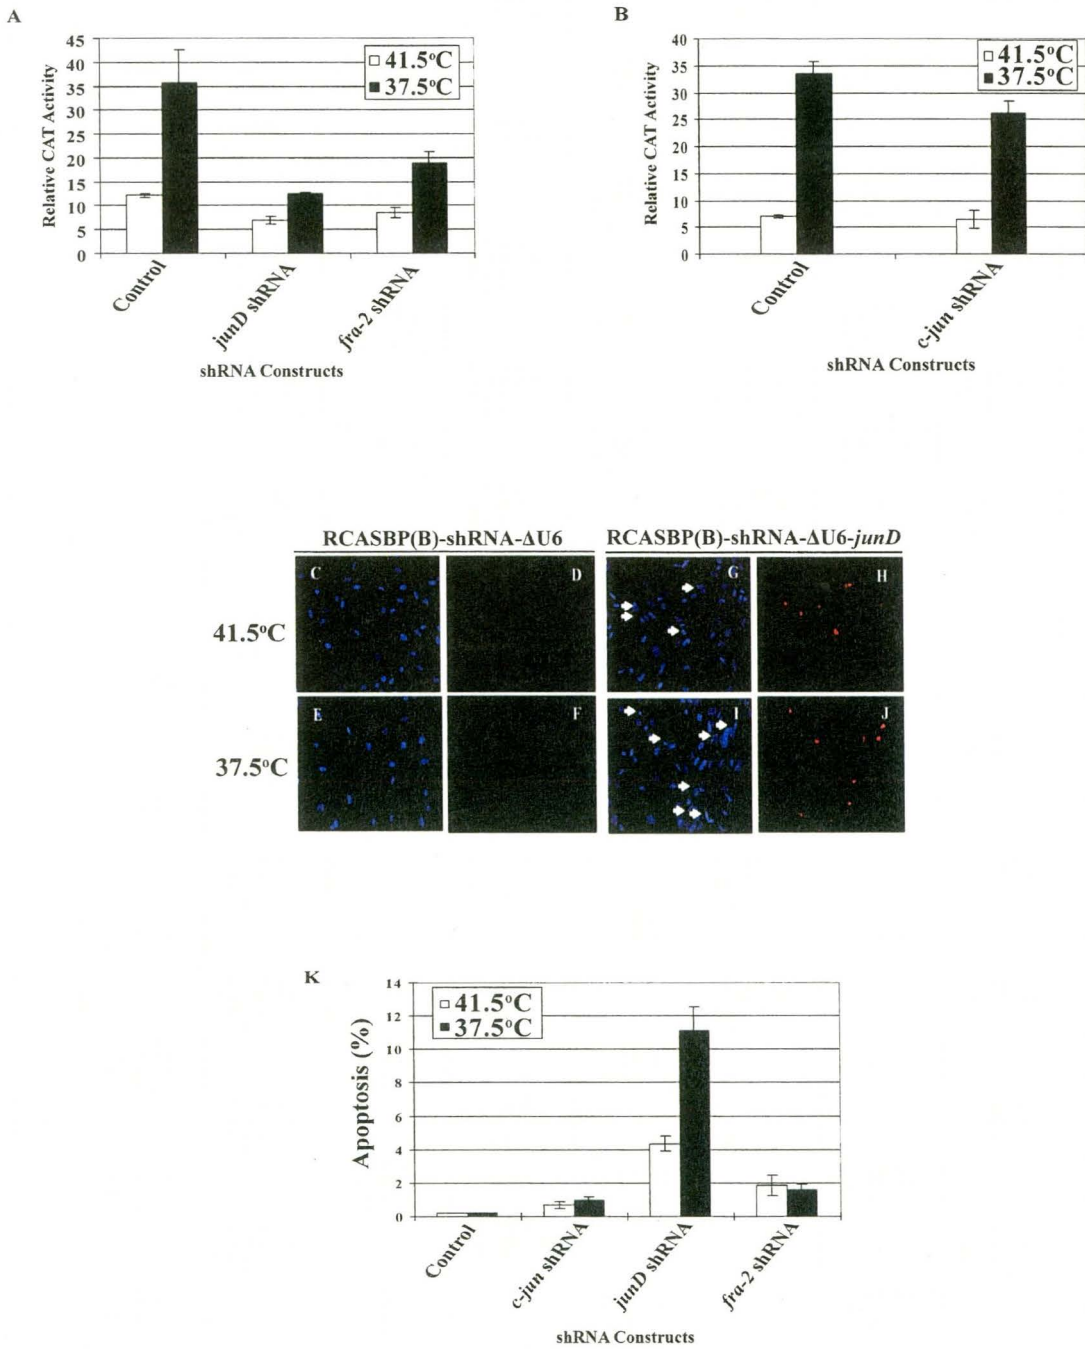 A
45
40
35
30
25
20
15
10
5
0
Relative CAT Activity
41.5°C
37.5°C
Control
junD shRNA
fra-2 shRNA
shRNA Constructs
B
40
35
30
25
20
15
10
5
0
Relative CAT Activity
41.5°C
37.5°C
Control
c-jun shRNA
shRNA Constructs
RCASBP(B)-shRNA-ΔU6
RCASBP(B)-shRNA-ΔU6-junD
41.5°C
C
D
G
H
37.5°C
E
F
I
J
K
14
12
10
8
6
4
2
0
Apoptosis (%)
41.5°C
37.5°C
Control
c-jun shRNA
junD shRNA
fra-2 shRNA
shRNA Constructs